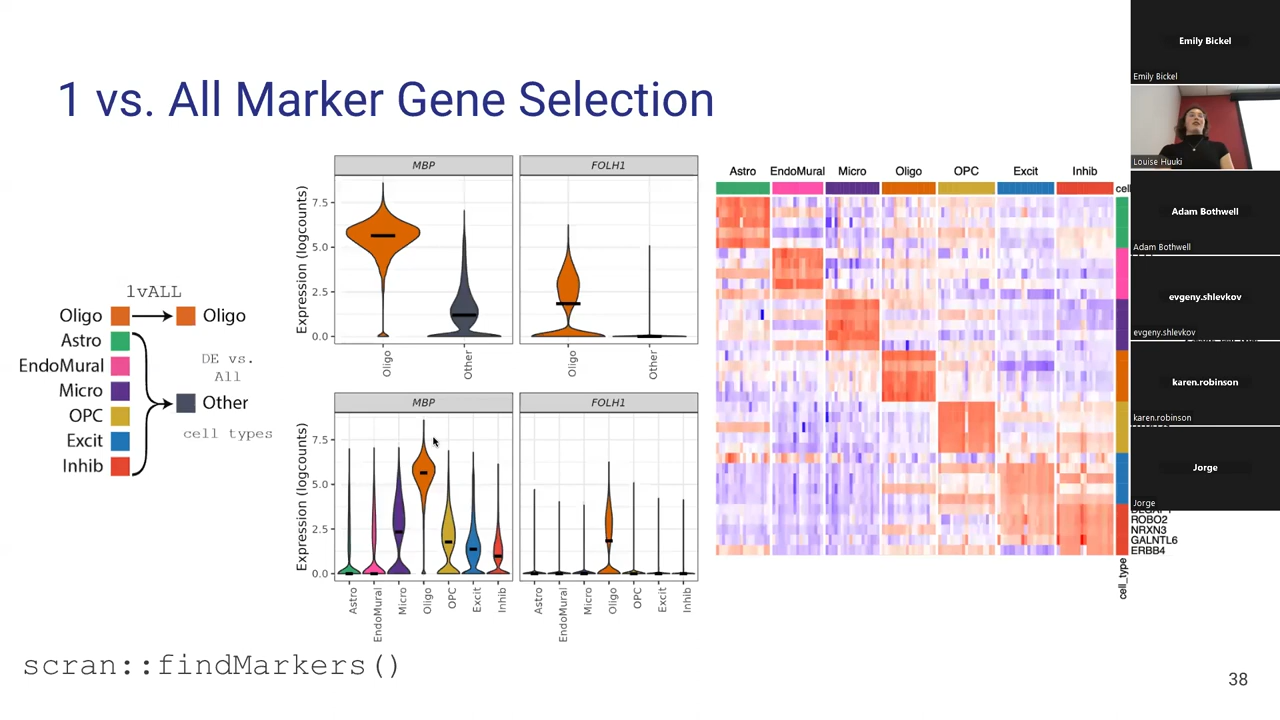 1 vs. All Marker Gene Selection
1vALL
Oligo
Oligo
Astro
EndoMural
Micro
OPC
Excit
Inhib
DE vs.
All
Other
cell types
MBP
FOLH1
Expression (logcounts)
7.5
5.0
2.5
0.0
Oligo
Other
Oligo
Other
MBP
FOLH1
Expression (logcounts)
7.5
5.0
2.5
0.0
Astro
EndoMural
Micro
Oligo
OPC
Excit
Inhib
Astro
EndoMural
Micro
Oligo
OPC
Excit
Inhib
Astro
EndoMural
Micro
Oligo
OPC
Excit
Inhib
cell
ROBO2
NRXN3
GALNTL6
ERBB4
cell_type
scran::findMarkers()
38
Emily Bickel
Emily Bickel
Louise Huuki
Adam Bothwell
Adam Bothwell
evgeny.shlevkov
evgeny.shlevkov
karen.robinson
karen.robinson
Jorge
Jorge